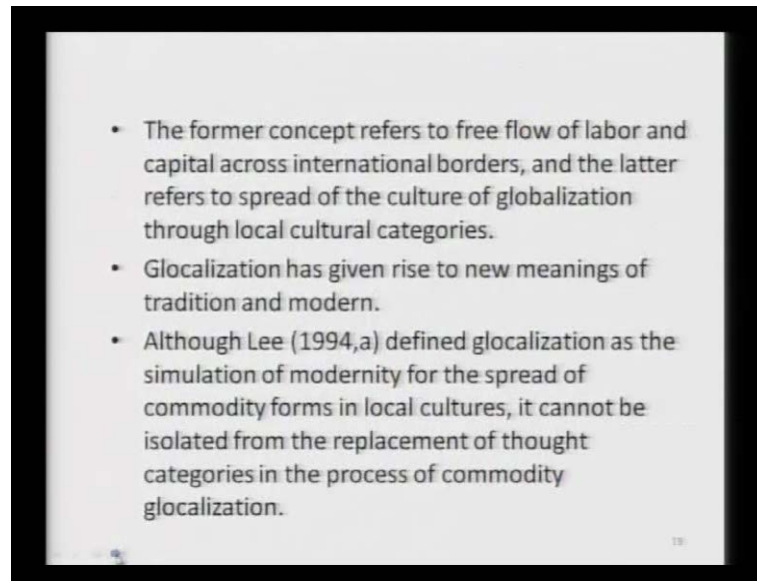 • The former concept refers to free flow of labor and
capital across international borders, and the latter
refers to spread of the culture of globalization
through local cultural categories.
• Glocalization has given rise to new meanings of
tradition and modern.
• Although Lee (1994,a) defined glocalization as the
simulation of modernity for the spread of
commodity forms in local cultures, it cannot be
isolated from the replacement of thought
categories in the process of commodity
glocalization.